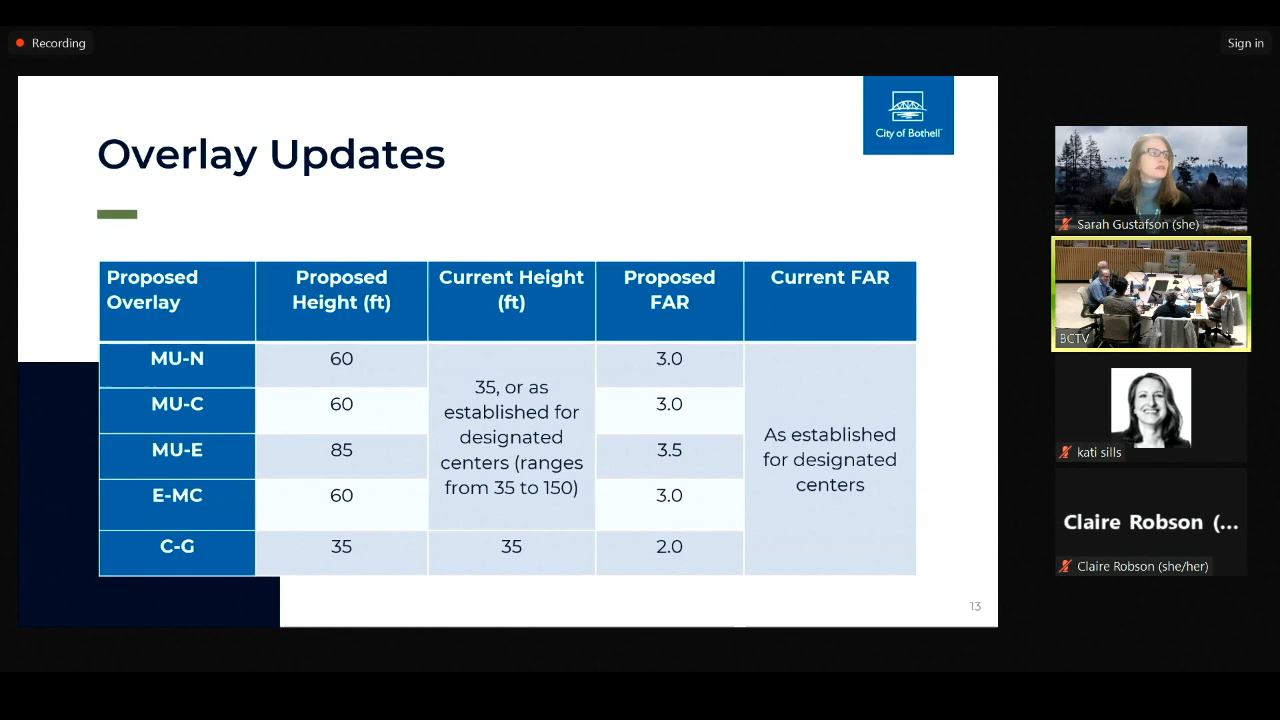 Recording
Sign in
City of Bothell
Overlay Updates
Proposed Overlay
Proposed Height (ft)
Current Height (ft)
Proposed FAR
Current FAR
MU-N
60
3.0
MU-C
60
3.0
MU-E
85
3.5
E-MC
60
3.0
35, or as
established for
designated
centers (ranges
from 35 to 150)
As established
for designated
centers
C-G
35
35
2.0
13
Sarah Gustafson (she)
BCTV
kati sills
Claire Robson (...
Claire Robson (she/her)